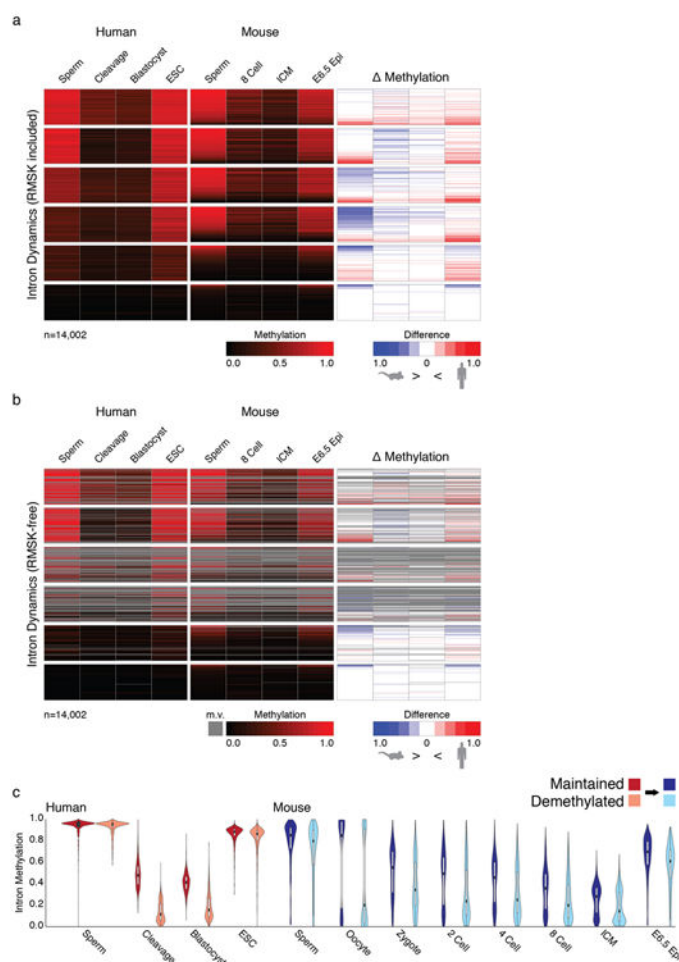 a
Human
Mouse
Sperm
Cleavage
Blastocyst
ESC
Sperm
8 Cell
ICM
E6.5 Epi
Δ Methylation
Intron Dynamics (RMSK included)
n=14,002
Methylation
0.0
0.5
1.0
Difference
1.0
0
1.0
> <
b
Human
Mouse
Sperm
Cleavage
Blastocyst
ESC
Sperm
8 Cell
ICM
E6.5 Epi
Δ Methylation
Intron Dynamics (RMSK-free)
n=14,002
m.v.
Methylation
0.0
0.5
1.0
Difference
1.0
0
1.0
> <
c
Maintained
Demethylated
Human
Mouse
Intron Methylation
1.0
0.8
0.6
0.4
0.2
0.0
Sperm
Cleavage
Blastocyst
ESC
Sperm
Oocyte
Zygote
2 Cell
4 Cell
8 Cell
ICM
E6.5 Epi